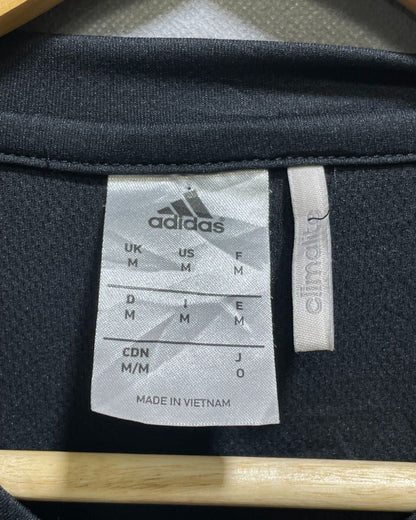 adidas
UK US F
M M M
D I E
M M M
CDN J
M/M O
MADE IN VIETNAM
climalite